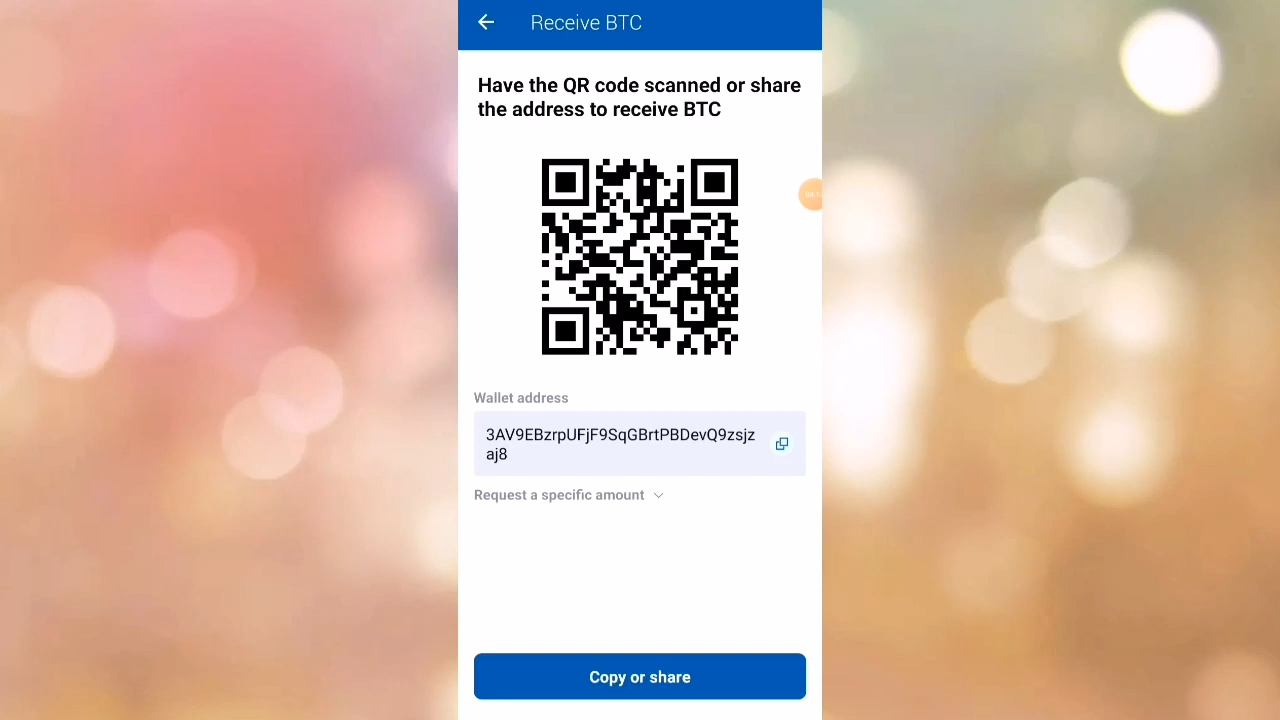 Receive BTC
Have the QR code scanned or share
the address to receive BTC
Wallet address
3AV9EBzrpUFjF9SqGBrtPBDevQ9zsjz
aj8
Request a specific amount
Copy or share